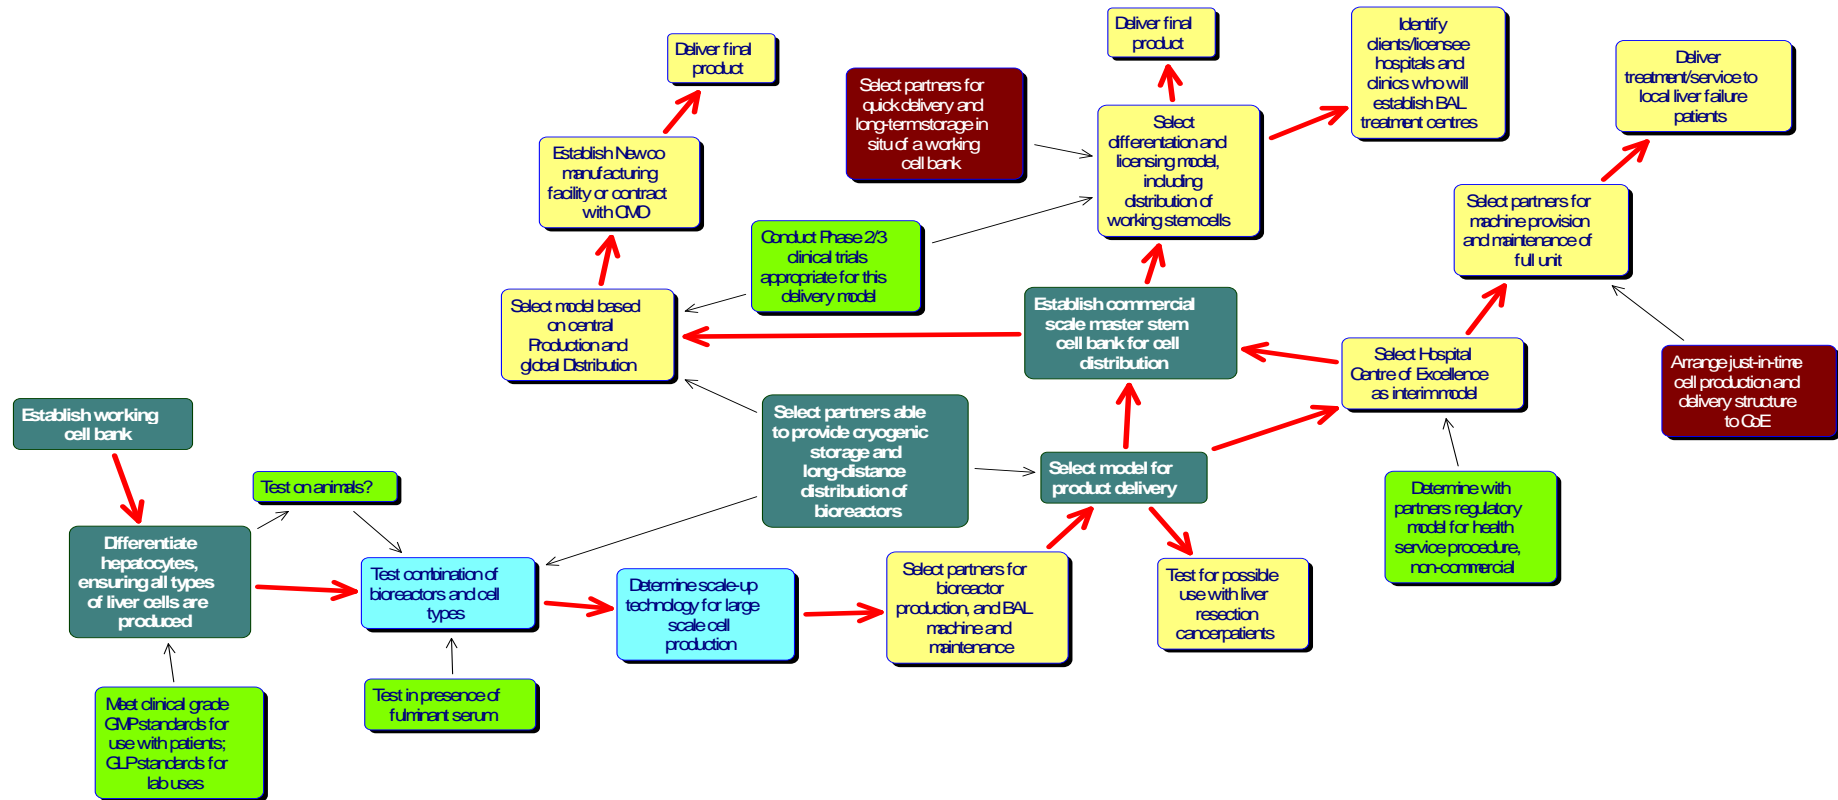 Deliver final
product
Deliver final
product
Identify
clients/licensee
hospitals and
clinics who will
establish BAL
treatment centres
Deliver
treatment/service to
local liver failure
patients
Select partners for
quick delivery and
long-termstorage in
situ of a working
cell bank
Select
differentation and
licensing model,
including
distribution of
working stemcells
Establish Newco
manufacturing
facility or contract
with CMO
Select partners for
machine provision
and maintenance of
full unit
Conduct Phase 2/3
clinical trials
appropriate for this
delivery model
Select model based
on central
Production and
global Distribution
Establish commercial
scale master stem
cell bank for cell
distribution
Select Hospital
Centre of Excellence
as interim model
Arrange just-in-time
cell production and
delivery structure
to CoE
Establish working
cell bank
Select partners able
to provide cryogenic
storage and
long-distance
distribution of
bioreactors
Select model for
product delivery
Test on animals?
Determine with
partners regulatory
model for health
service procedure,
non-commercial
Differentiate
hepatocytes,
ensuring all types
of liver cells are
produced
Test combination of
bioreactors and cell
types
Determine scale-up
technology for large
scale cell
production
Select partners for
bioreactor
production, and BAL
machine and
maintenance
Test for possible
use with liver
resection
cancerpatients
Meet clinical grade
GMP standards for
use with patients;
GLP standards for
lab uses
Test in presence of
fulminant serum